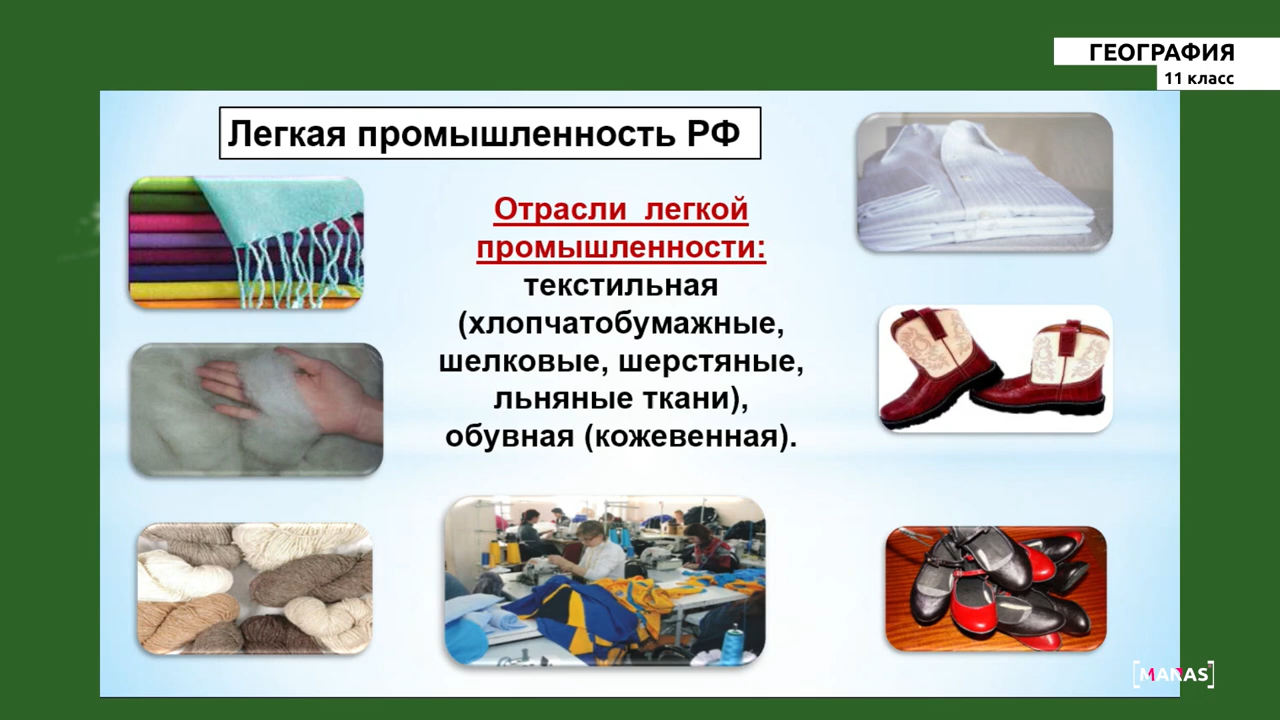 ГЕОГРАФИЯ
11 класс
Легкая промышленность РФ
Отрасли легкой
промышленности:
текстильная
(хлопчатобумажные,
шелковые, шерстяные,
льняные ткани),
обувная (кожевенная).
[MANAS]